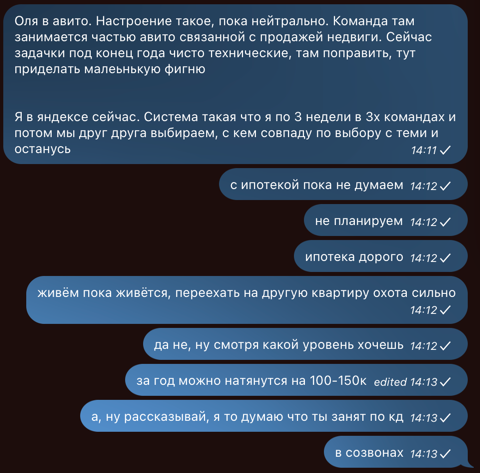 Оля в авито. Настроение такое, пока нейтрально. Команда там
занимается частью авито связанной с продажей недвиги. Сейчас
задачки под конец года чисто технические, там поправить, тут
приделать малеьнькую фигню
Я в яндексе сейчас. Система такая что я по 3 недели в 3х командах и
потом мы друг друга выбираем, с кем совпаду по выбору с теми и
останусь 14:11
с ипотекой пока не думаем 14:12
не планируем 14:12
ипотека дорого 14:12
живём пока живётся, переехать на другую квартиру охота сильно
14:12
да не, ну смотря какой уровень хочешь 14:12
за год можно натянутся на 100-150к edited 14:13
а, ну рассказывай, я то думаю что ты занят по кд 14:13
в созвонах 14:13